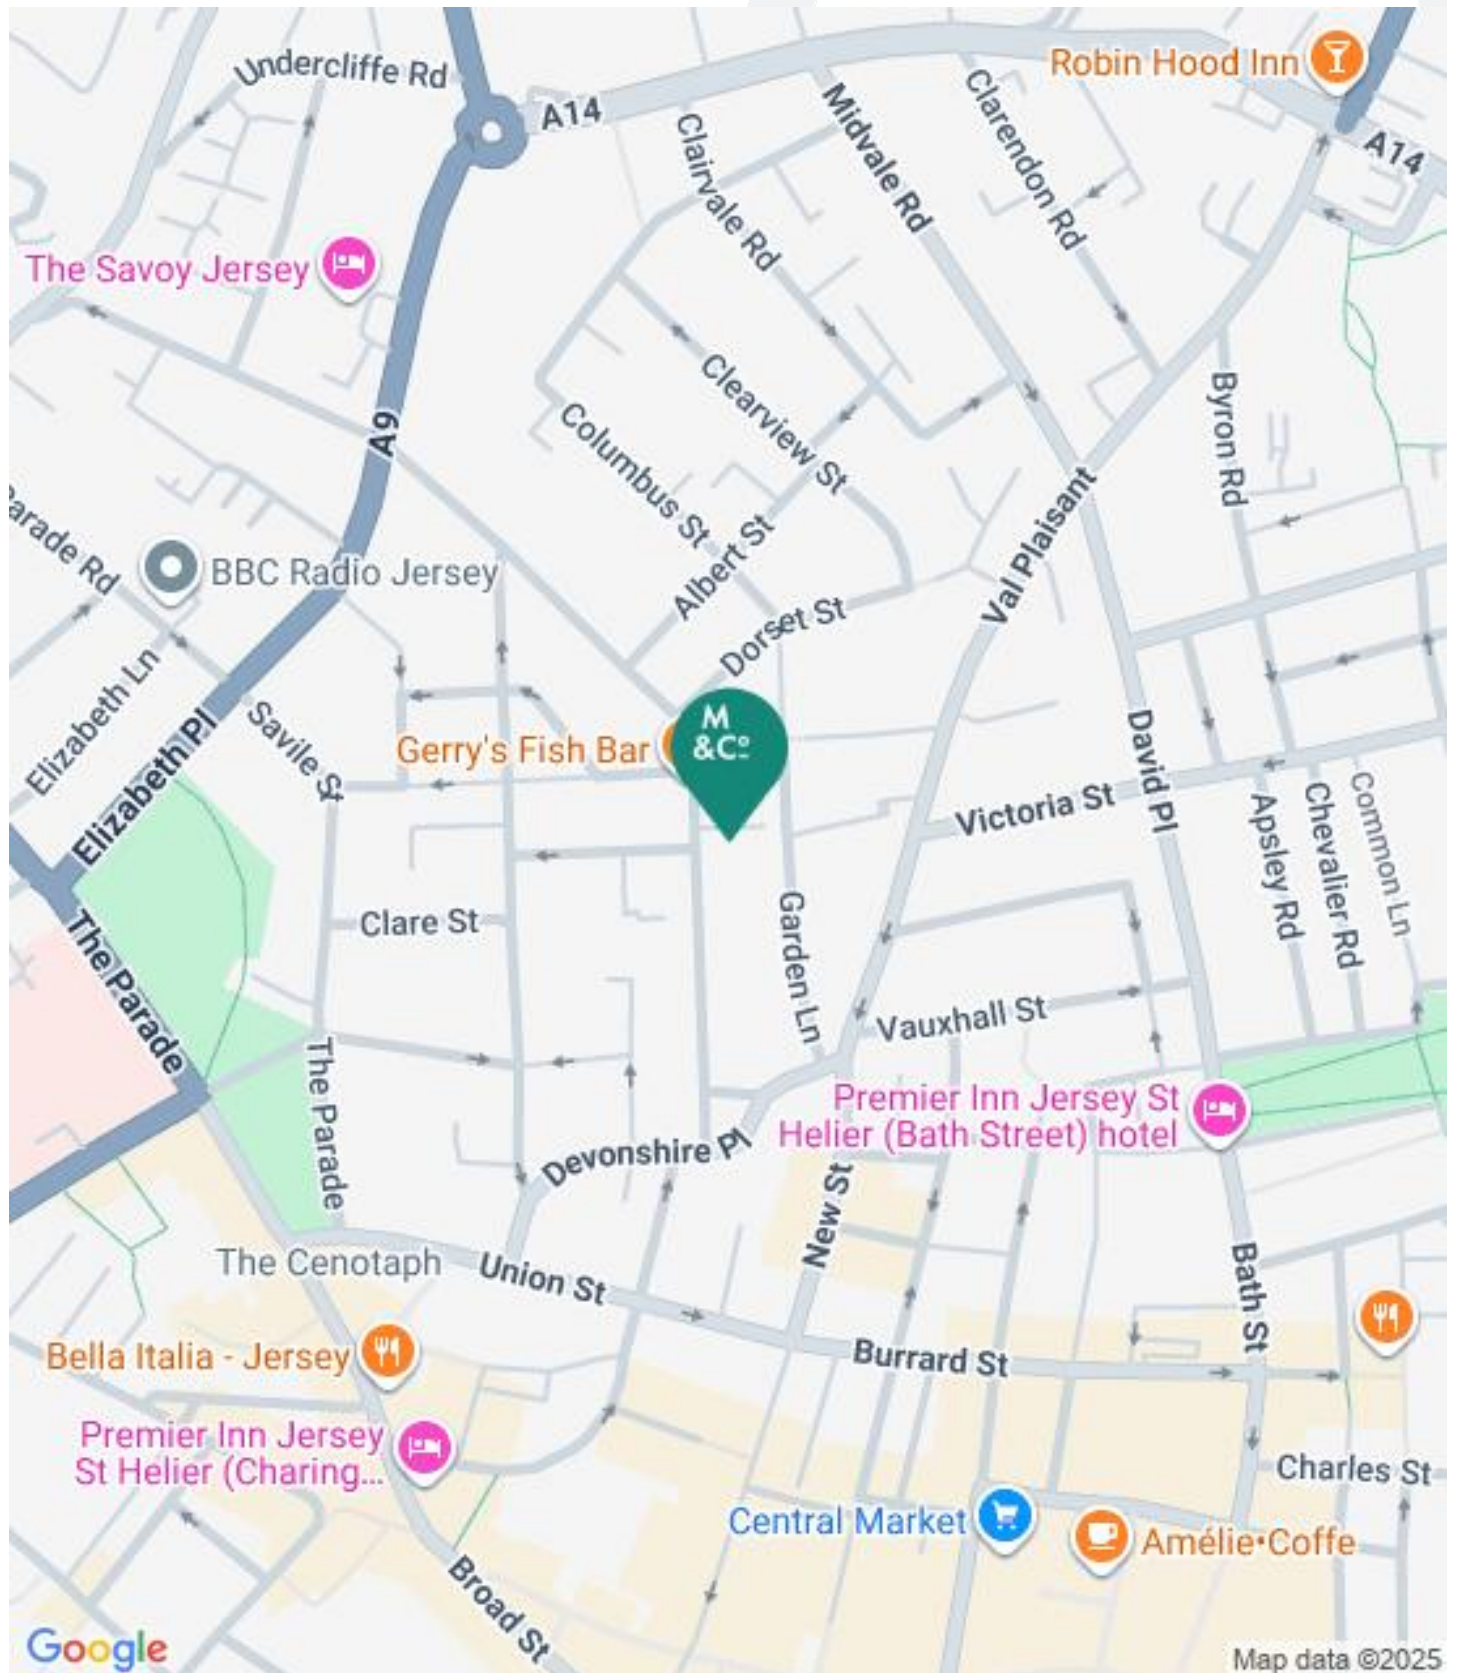 Undercliffe Rd
A14
Robin Hood Inn
A14
Midvale Rd
Clarendon Rd
Clairvale Rd
The Savoy Jersey
Clearview St
Byron Rd
A9
Columbus St
Albert St
Val Plaisant
arade Rd
BBC Radio Jersey
Dorset St
Elizabeth Ln
Savile St
Elizabeth Pl
M
&Co
Gerry's Fish Bar
David Pl
Victoria St
Apsley Rd
Chevalier Rd
Common Ln
The Parade
Clare St
Garden Ln
Vauxhall St
The Parade
Premier Inn Jersey St
Helier (Bath Street) hotel
Devonshire Pl
New St
The Cenotaph
Union St
Bath St
Bella Italia - Jersey
Burrard St
Premier Inn Jersey
St Helier (Charing...
Charles St
Central Market
Amélie•Coffe
Broad St
Google
Map data ©2025